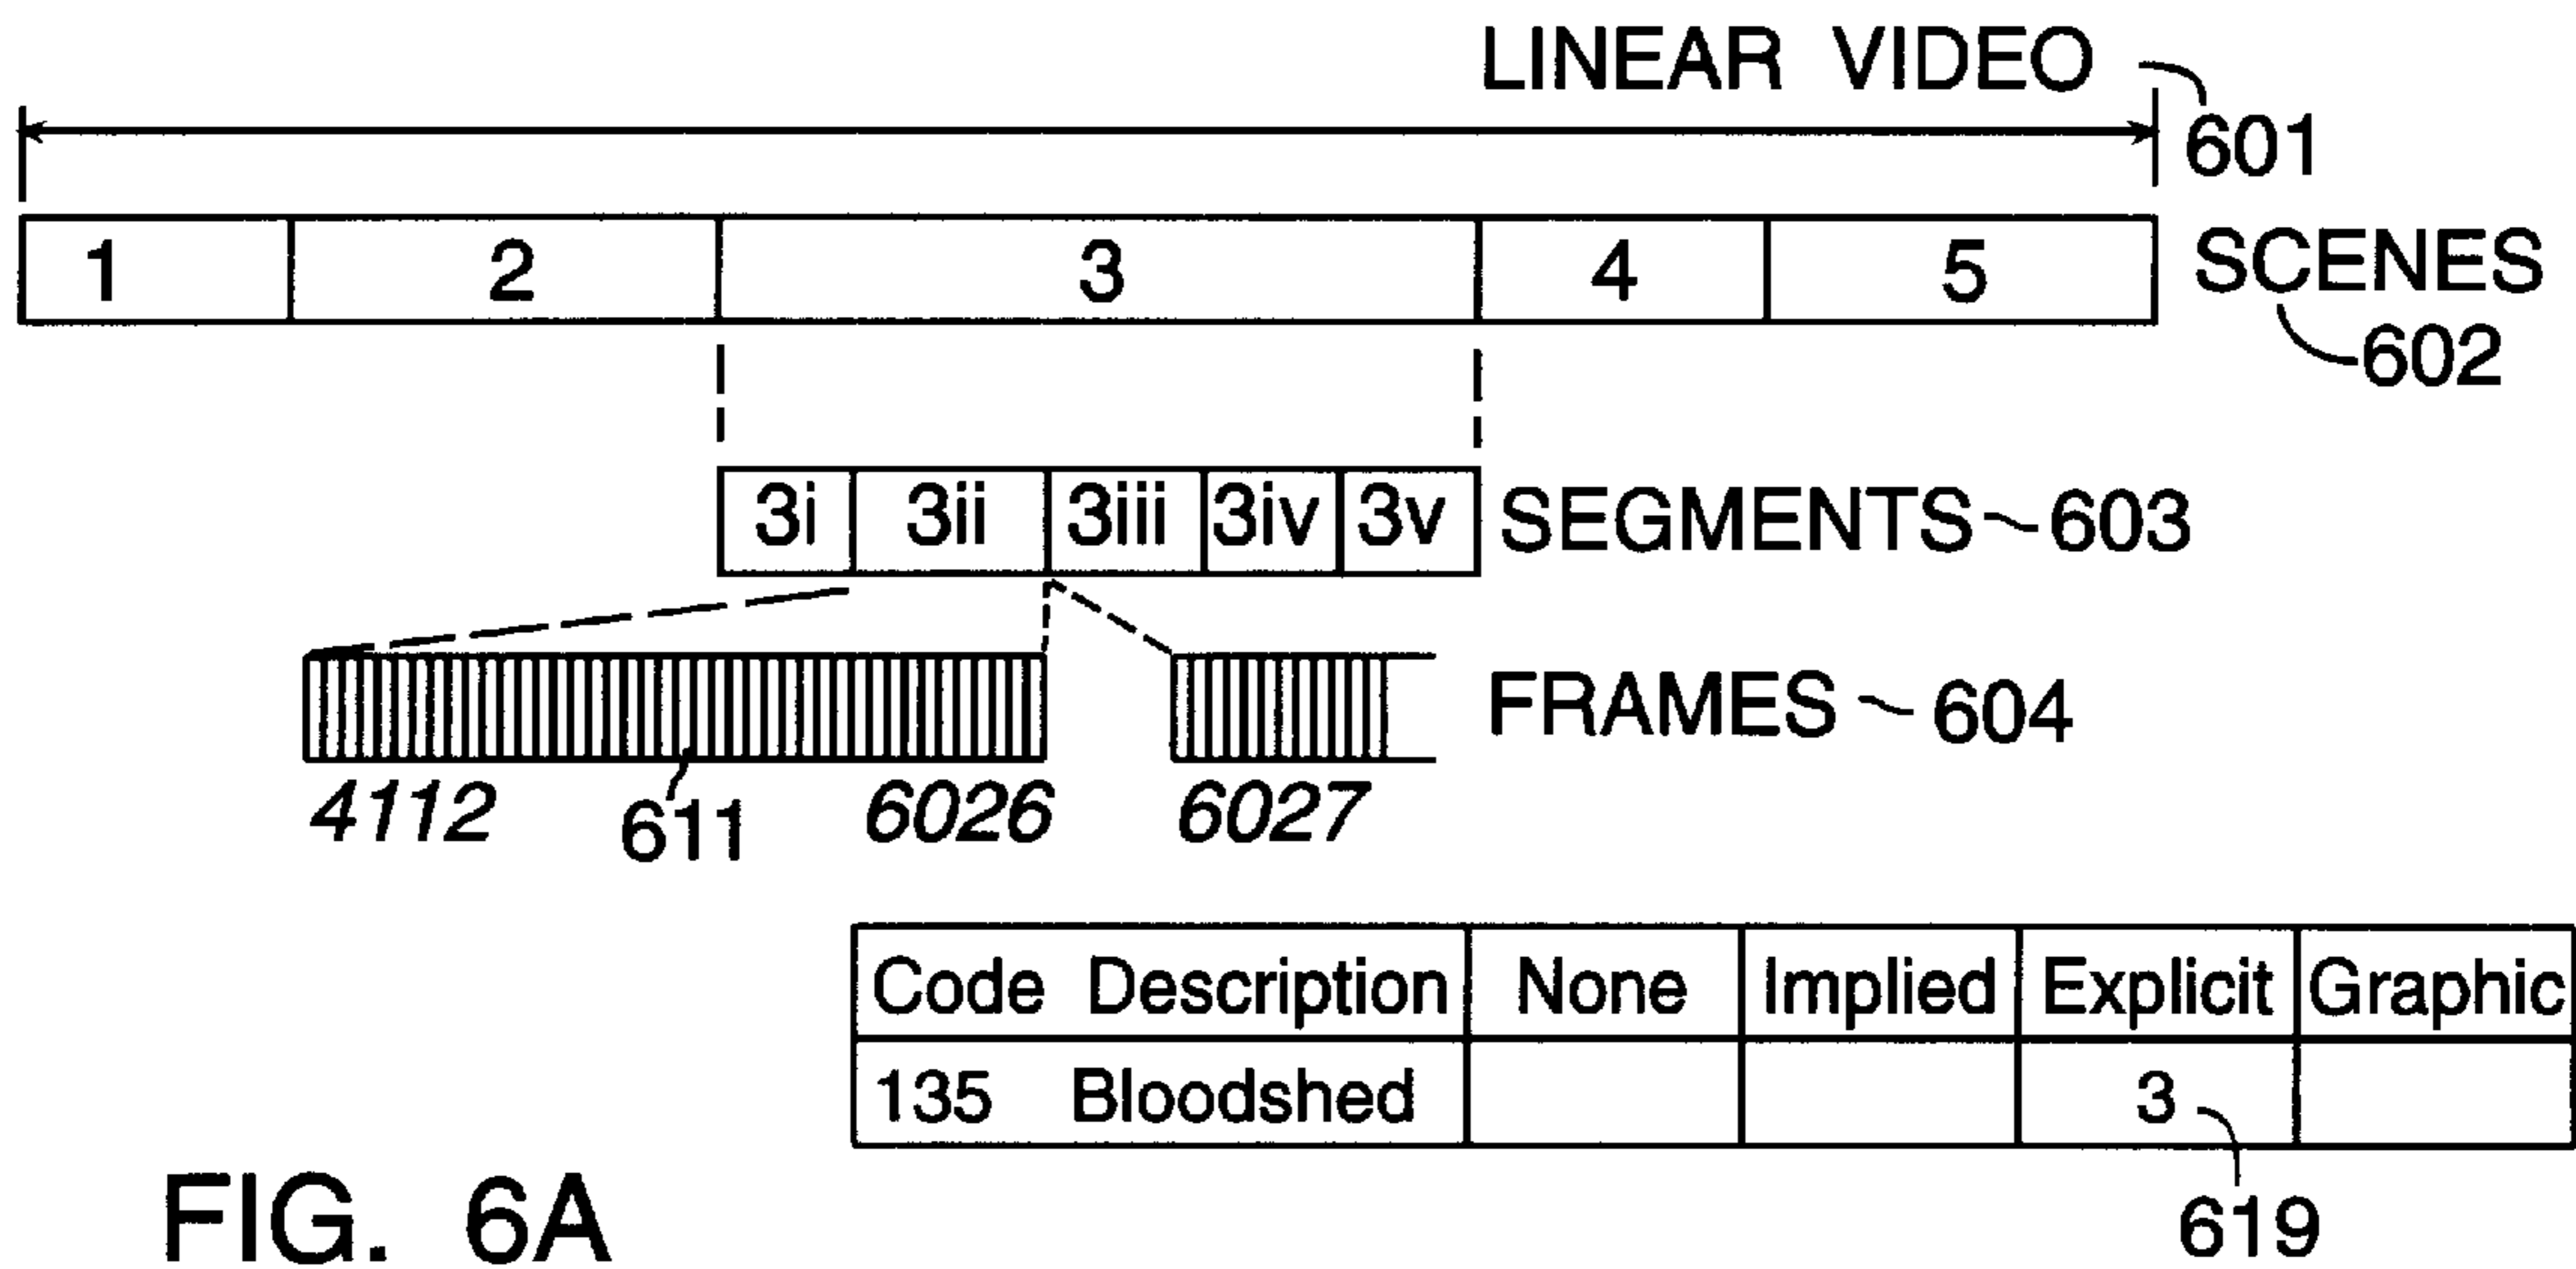 LINEAR VIDEO
601
1 2 3 4 5 SCENES
602
3i 3ii 3iii 3iv 3v SEGMENTS 603
FRAMES 604
4112 611 6026 6027
Code Description None Implied Explicit Graphic
135 Bloodshed 3
619
FIG. 6A